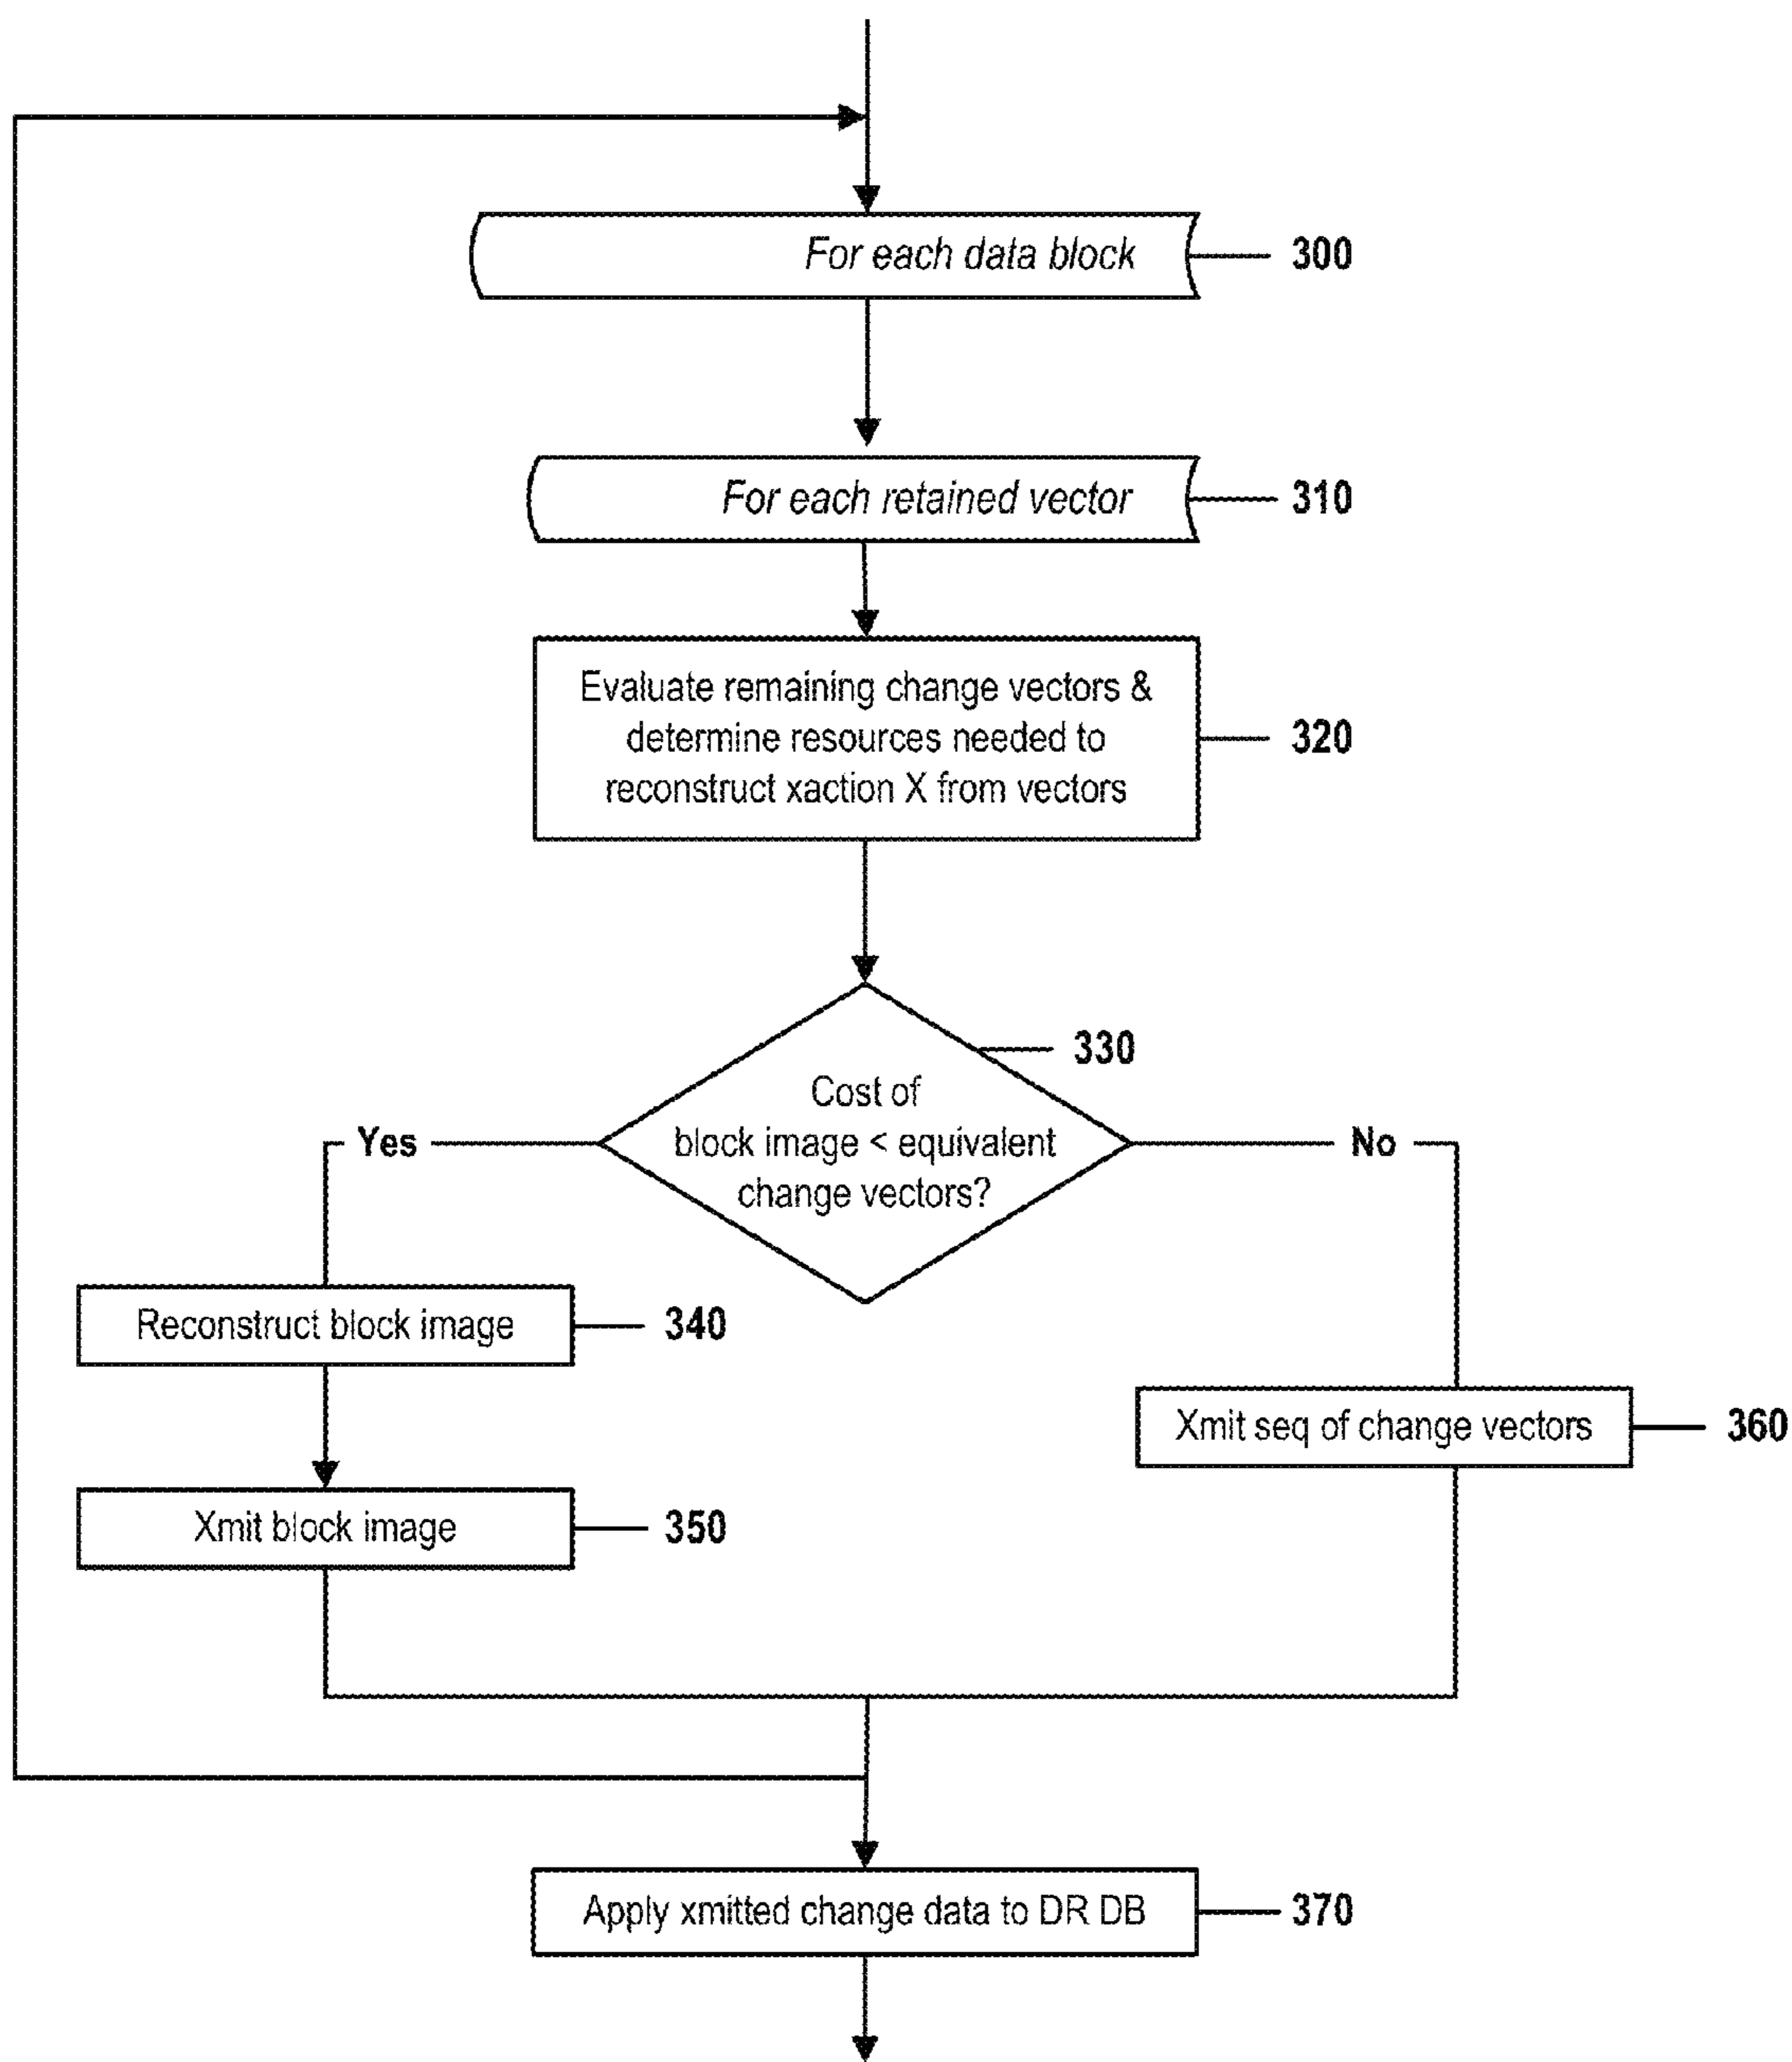 For each data block
300
For each retained vector
310
Evaluate remaining change vectors &
determine resources needed to
reconstruct xaction X from vectors
320
330
Cost of
block image < equivalent
change vectors?
Yes
No
Reconstruct block image
340
Xmit seq of change vectors
360
Xmit block image
350
Apply xmitted change data to DR DB
370